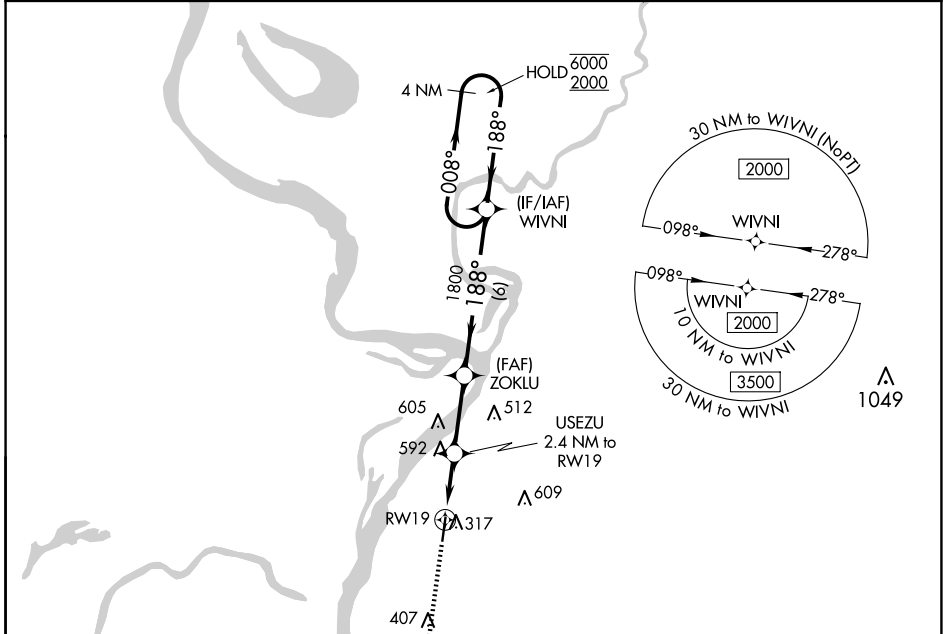 HOLD 6000
2000
4 NM
188°
008°
(IF/IAF)
WIVNI
1800
188°
(6)
(FAF)
ZOKLU
605
512
592
USEZU
2.4 NM to
RW19
609
RW19
317
407
30 NM to WIVNI (NoPT)
2000
WIVNI
098°
278°
098°
278°
WIVNI
2000
10 NM to WIVNI
3500
30 NM to WIVNI
1049